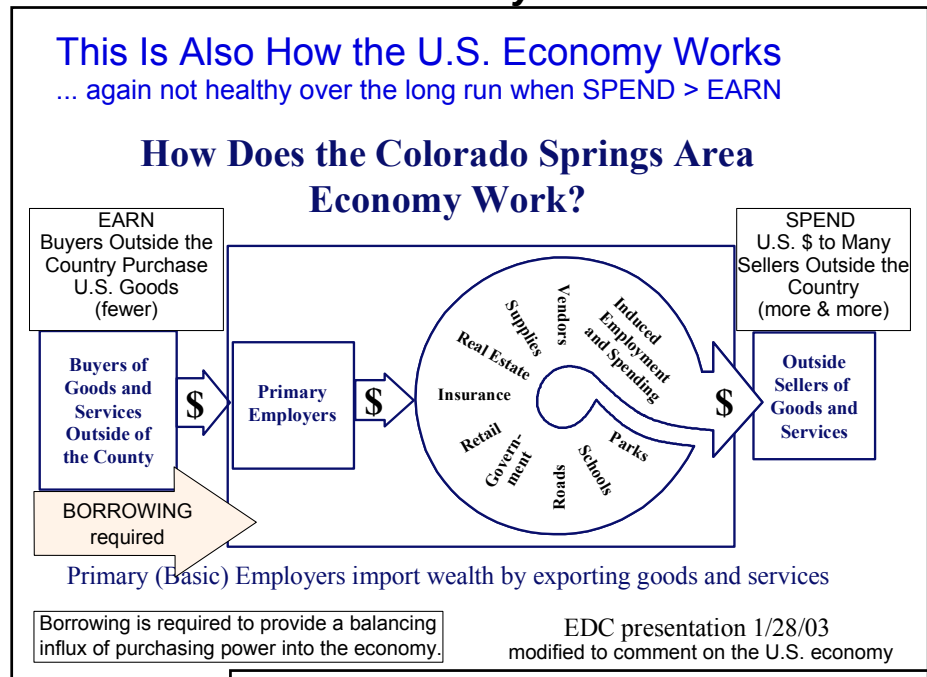 This Is Also How the U.S. Economy Works
... again not healthy over the long run when SPEND > EARN
How Does the Colorado Springs Area
Economy Work?
EARN
Buyers Outside the
Country Purchase
U.S. Goods
(fewer)
SPEND
U.S. $ to Many
Sellers Outside the
Country
(more & more)
Buyers of
Goods and
Services
Outside of
the County
$
Primary
Employers
$
Insurance
Real Estate
Supplies
Vendors
Induced
Employment
and Spending
Retail
Govern-
ment
Roads
Schools
Parks
$
Outside
Sellers of
Goods and
Services
BORROWING
required
Primary (Basic) Employers import wealth by exporting goods and services
Borrowing is required to provide a balancing
influx of purchasing power into the economy.
EDC presentation 1/28/03
modified to comment on the U.S. economy